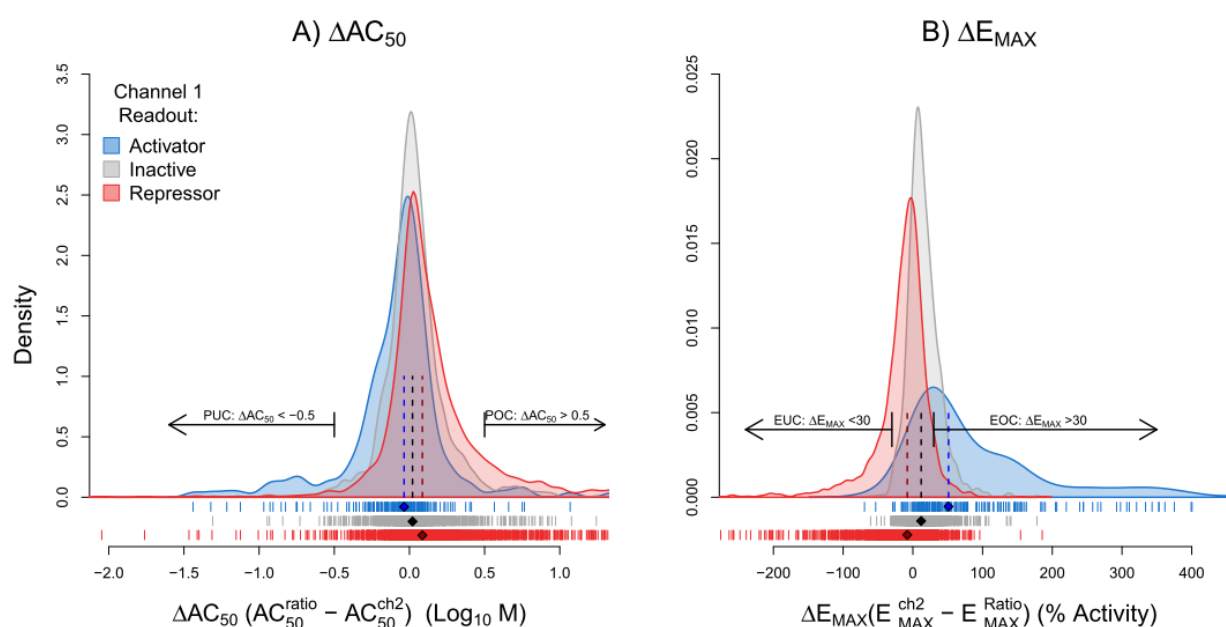 A) ΔAC50
B) ΔEMAX
Channel 1
Readout:
Activator
Inactive
Repressor
Density
3.5
3.0
2.5
2.0
1.5
1.0
0.5
0.0
PUC: ΔAC50 < −0.5
POC: ΔAC50 > 0.5
−2.0 −1.5 −1.0 −0.5 0.0 0.5 1.0
ΔAC50 (AC50ratio − AC50ch2) (Log10 M)
0.025
0.020
0.015
0.010
0.005
0.000
EUC: ΔEMAX <30
EOC: ΔEMAX >30
−200 −100 0 100 200 300 400
ΔEMAX(EMAXch2 − EMAXRatio) (% Activity)